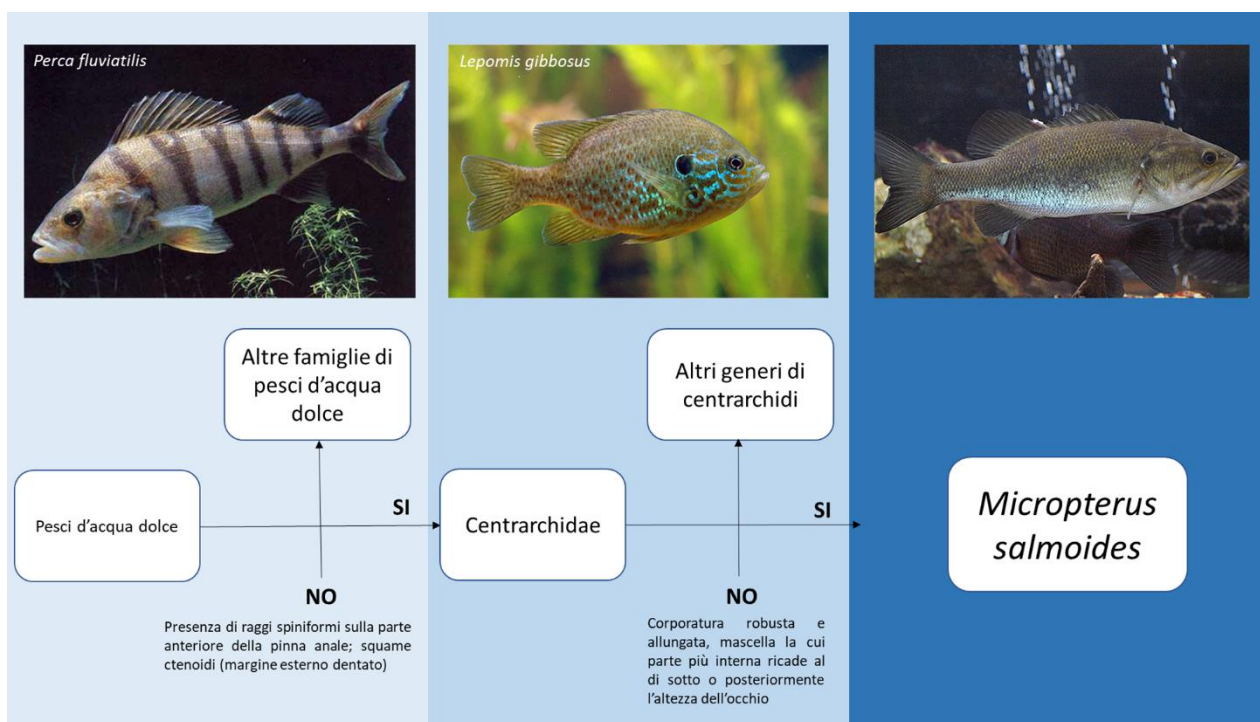 Perca fluviatilis
Lepomis gibbosus
Altre famiglie di
pesci d'acqua
dolce
Altri generi di
centrarchidi
Pesci d'acqua dolce
SI
Centrarchidae
SI
Micropterus
salmoides
NO
NO
Presenza di raggi spiniformi sulla parte
anteriore della pinna anale; squame
ctenoidi (margine esterno dentato)
Corporatura robusta e
allungata, mascella la cui
parte più interna ricade al
di sotto o posteriormente
l'altezza dell'occhio